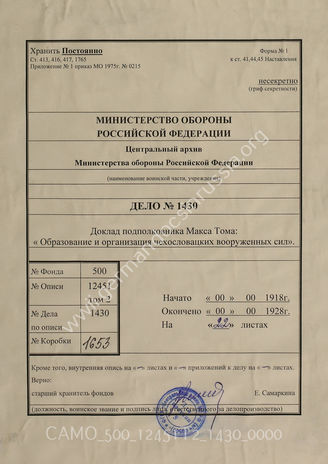 Хранить Постоянно
Форма № 1
Ст. 413, 416, 417, 1765
к ст. 41,44,45 Наставления
Приложение № 1 приказ МО 1975г. № 0215
несекретно
(гриф секретности)
МИНИСТЕРСТВО ОБОРОНЫ
РОССИЙСКОЙ ФЕДЕРАЦИИ
Центральный архив
Министерства обороны Российской Федерации
(наименование воинской части, учреждения)
ДЕЛО № 1430
Доклад подполковника Макса Тома:
« Образование и организация чехословацких вооруженных сил».
№ Фонда 500
№ Описи 12451
том 2
№ Дела 1430
по описи
№ Коробки 1653
Начато « 00 » 00 1918г.
Окончено « 00 » 00 1928г.
На «22» листах
Кроме того, внутренняя опись на «–» листах и «–» приложений к делу на «–» листах.
Верно:
старший хранитель фондов Е. Самаркина
(должность, воинское звание и подпись лица ответственного за делопроизводство)
CAMO_500_12451_2_1430_0000